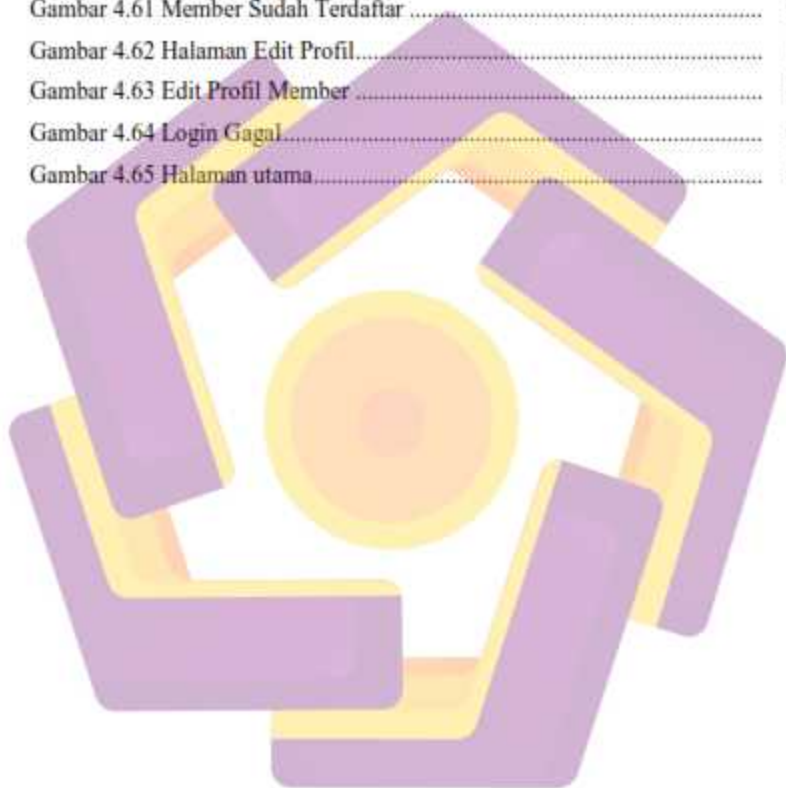 Gambar 4.61 Member Sudah Terdaftar ............................................................
Gambar 4.62 Halaman Edit Profil......................................................................
Gambar 4.63 Edit Profil Member ......................................................................
Gambar 4.64 Login Gagal...................................................................................
Gambar 4.65 Halaman utama.............................................................................